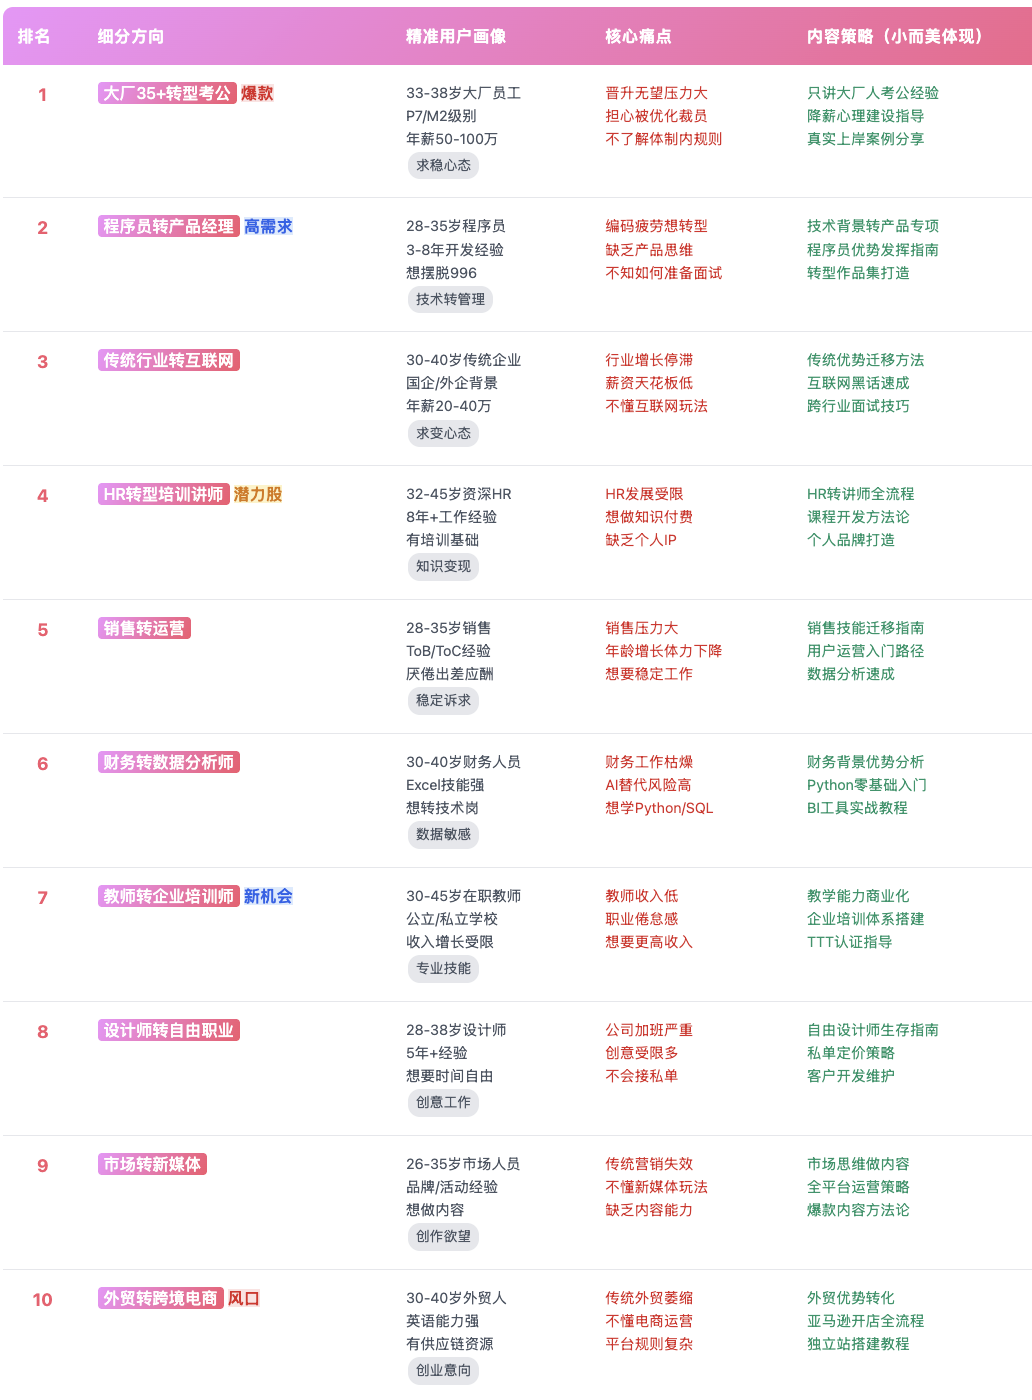 排名 细分方向 精准用户画像 核心痛点 内容策略（小而美体现）
1 大厂35+转型考公 爆款 33-38岁大厂员工 晋升无望压力大 只讲大厂人考公经验
P7/M2级别 担心被优化裁员 降薪心理建设指导
年薪50-100万 不了解体制内规则 真实上岸案例分享
求稳心态
2 程序员转产品经理 高需求 28-35岁程序员 编码疲劳想转型 技术背景转产品专项
3-8年开发经验 缺乏产品思维 程序员优势发挥指南
想摆脱996 不知如何准备面试 转型作品集打造
技术转管理
3 传统行业转互联网 30-40岁传统企业 行业增长停滞 传统优势迁移方法
国企/外企背景 薪资天花板低 互联网黑话速成
年薪20-40万 不懂互联网玩法 跨行业面试技巧
求变心态
4 HR转型培训讲师 潜力股 32-45岁资深HR HR发展受限 HR转讲师全流程
8年+工作经验 想做知识付费 课程开发方法论
有培训基础 缺乏个人IP 个人品牌打造
知识变现
5 销售转运营 28-35岁销售 销售压力大 销售技能迁移指南
ToB/ToC经验 年龄增长体力下降 用户运营入门路径
厌倦出差应酬 想要稳定工作 数据分析速成
稳定诉求
6 财务转数据分析师 30-40岁财务人员 财务工作枯燥 财务背景优势分析
Excel技能强 AI替代风险高 Python零基础入门
想转技术岗 想学Python/SQL BI工具实战教程
数据敏感
7 教师转企业培训师 新机会 30-45岁在职教师 教师收入低 教学能力商业化
公立/私立学校 职业倦怠感 企业培训体系搭建
收入增长受限 想要更高收入 TTT认证指导
专业技能
8 设计师转自由职业 28-38岁设计师 公司加班严重 自由设计师生存指南
5年+经验 创意受限多 私单定价策略
想要时间自由 不会接私单 客户开发维护
创意工作
9 市场转新媒体 26-35岁市场人员 传统营销失效 市场思维做内容
品牌/活动经验 不懂新媒体玩法 全平台运营策略
想做内容 缺乏内容能力 爆款内容方法论
创作欲望
10 外贸转跨境电商 风口 30-40岁外贸人 传统外贸萎缩 外贸优势转化
英语能力强 不懂电商运营 亚马逊开店全流程
有供应链资源 平台规则复杂 独立站搭建教程
创业意向